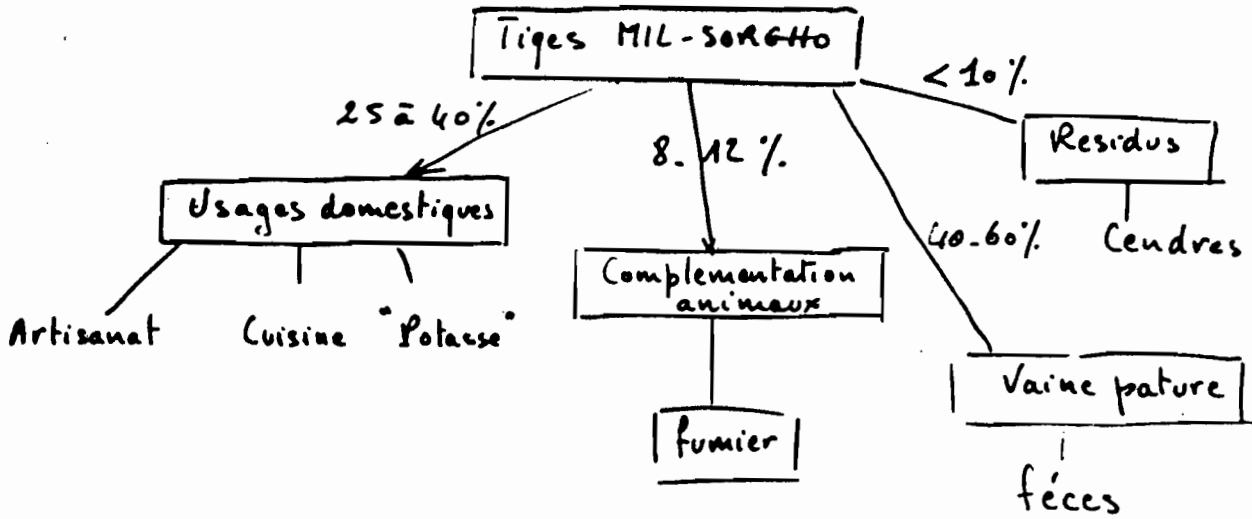 Tiges MIL-SORGHO
< 10%
25 à 40%
8-12%
Residus
Usages domestiques
40-60%
Cendres
Complementation
animaux
Artisanat
Cuisine
"Potasse"
Vaine pature
fumier
féces